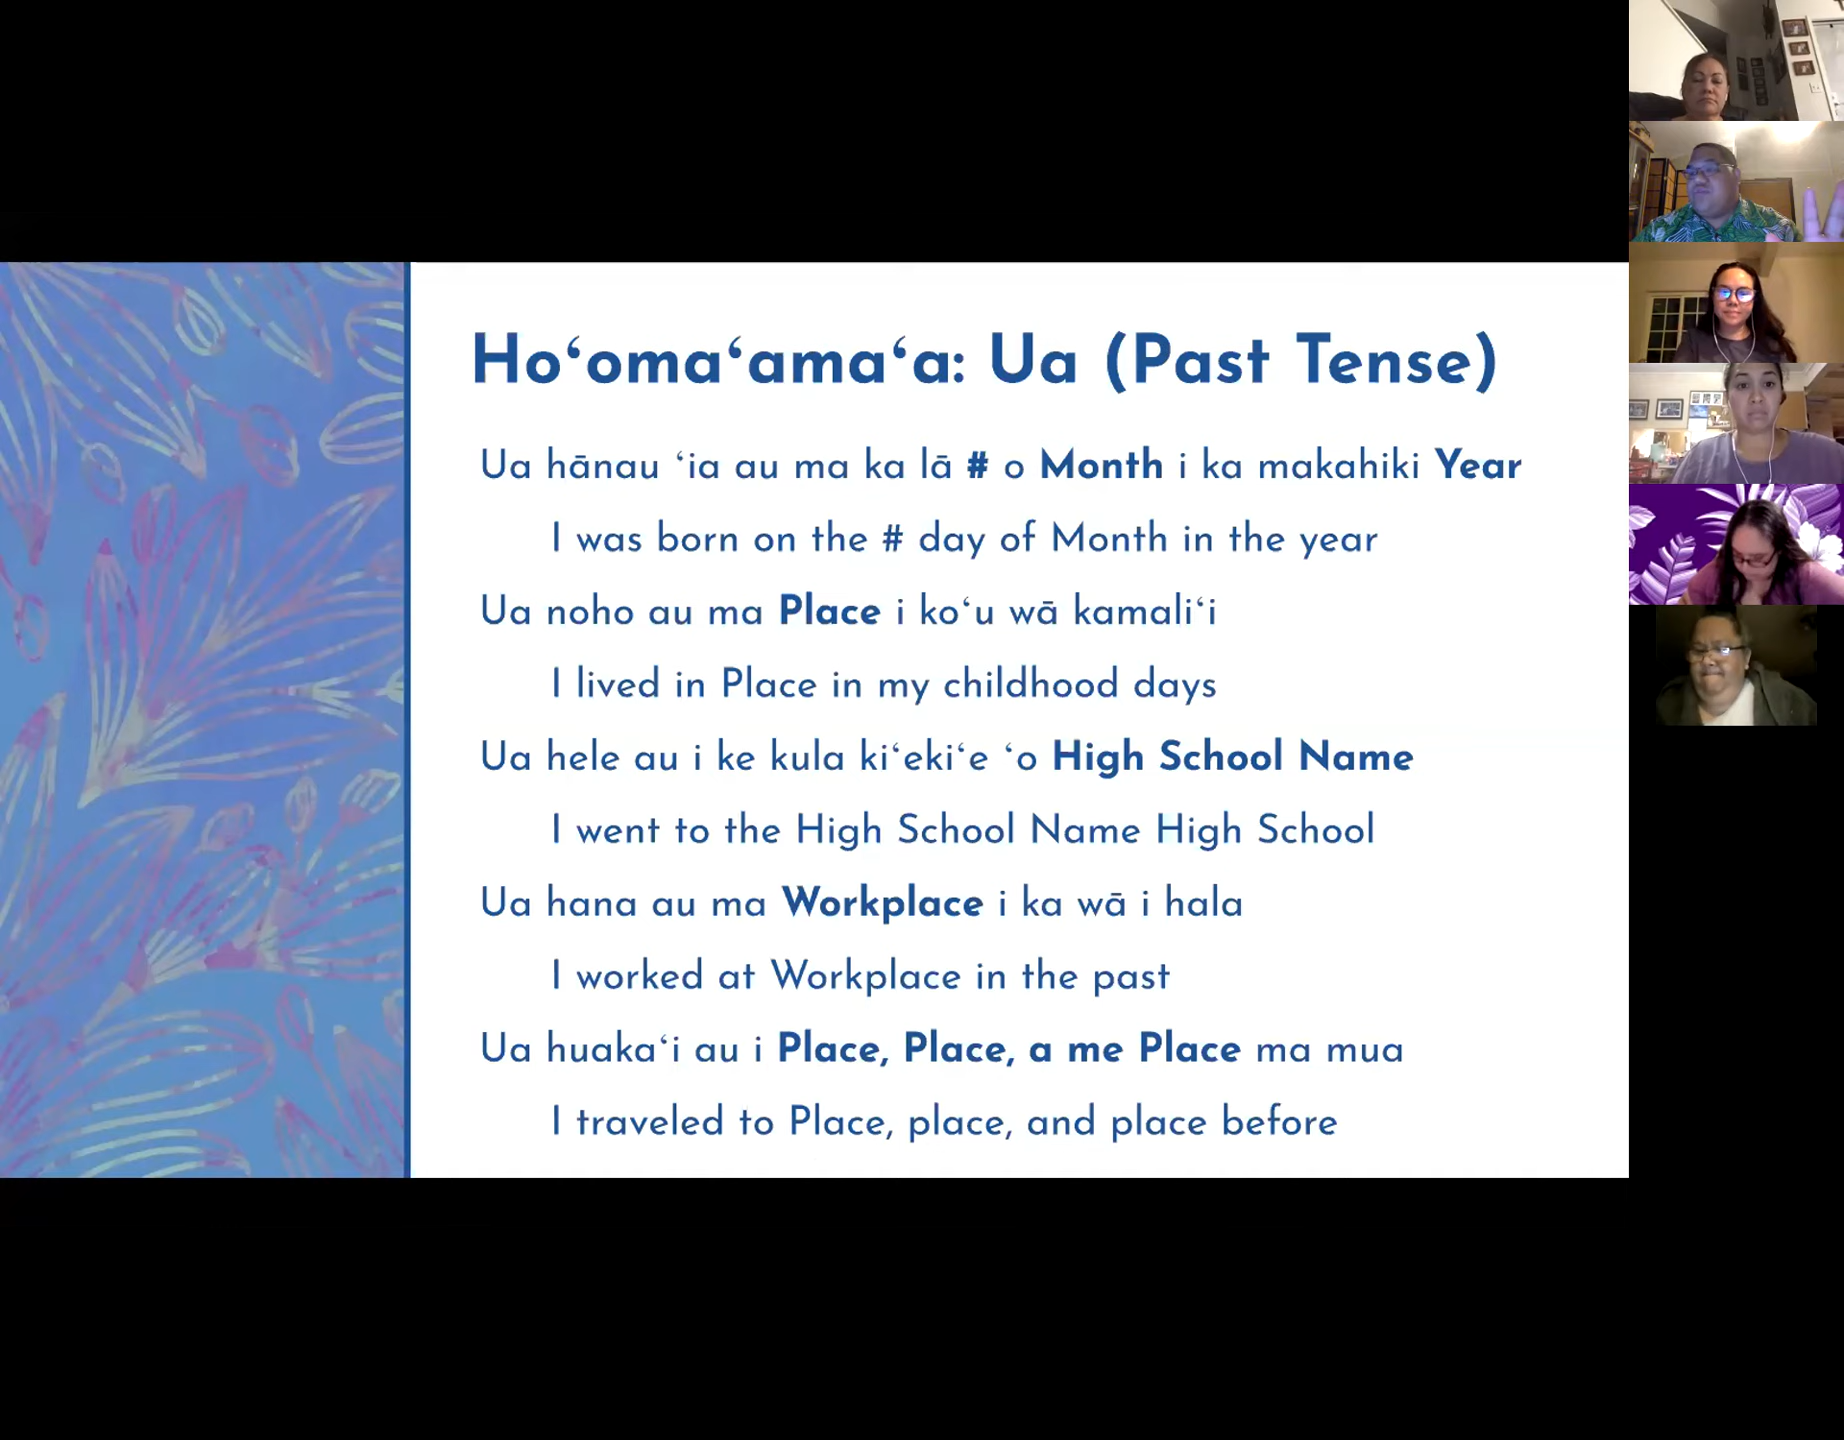 Hoʻomaʻamaʻa: Ua (Past Tense)
Ua hānau ʻia au ma ka lā # o Month i ka makahiki Year
I was born on the # day of Month in the year
Ua noho au ma Place i koʻu wā kamaliʻi
I lived in Place in my childhood days
Ua hele au i ke kula kiʻekiʻe ʻo High School Name
I went to the High School Name High School
Ua hana au ma Workplace i ka wā i hala
I worked at Workplace in the past
Ua huakaʻi au i Place, Place, a me Place ma mua
I traveled to Place, place, and place before